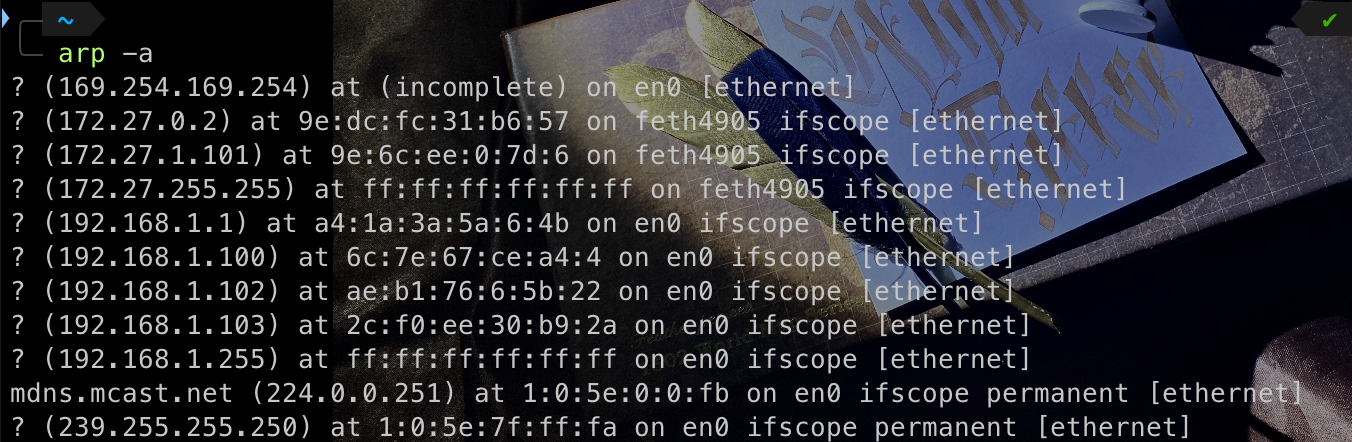 ~ ✔
arp -a
? (169.254.169.254) at (incomplete) on en0 [ethernet]
? (172.27.0.2) at 9e:dc:fc:31:b6:57 on feth4905 ifscope [ethernet]
? (172.27.1.101) at 9e:6c:ee:0:7d:6 on feth4905 ifscope [ethernet]
? (172.27.255.255) at ff:ff:ff:ff:ff:ff on feth4905 ifscope [ethernet]
? (192.168.1.1) at a4:1a:3a:5a:6:4b on en0 ifscope [ethernet]
? (192.168.1.100) at 6c:7e:67:ce:a4:4 on en0 ifscope [ethernet]
? (192.168.1.102) at ae:b1:76:6:5b:22 on en0 ifscope [ethernet]
? (192.168.1.103) at 2c:f0:ee:30:b9:2a on en0 ifscope [ethernet]
? (192.168.1.255) at ff:ff:ff:ff:ff:ff on en0 ifscope [ethernet]
mdns.mcast.net (224.0.0.251) at 1:0:5e:0:0:fb on en0 ifscope permanent [ethernet]
? (239.255.255.250) at 1:0:5e:7f:ff:fa on en0 ifscope permanent [ethernet]